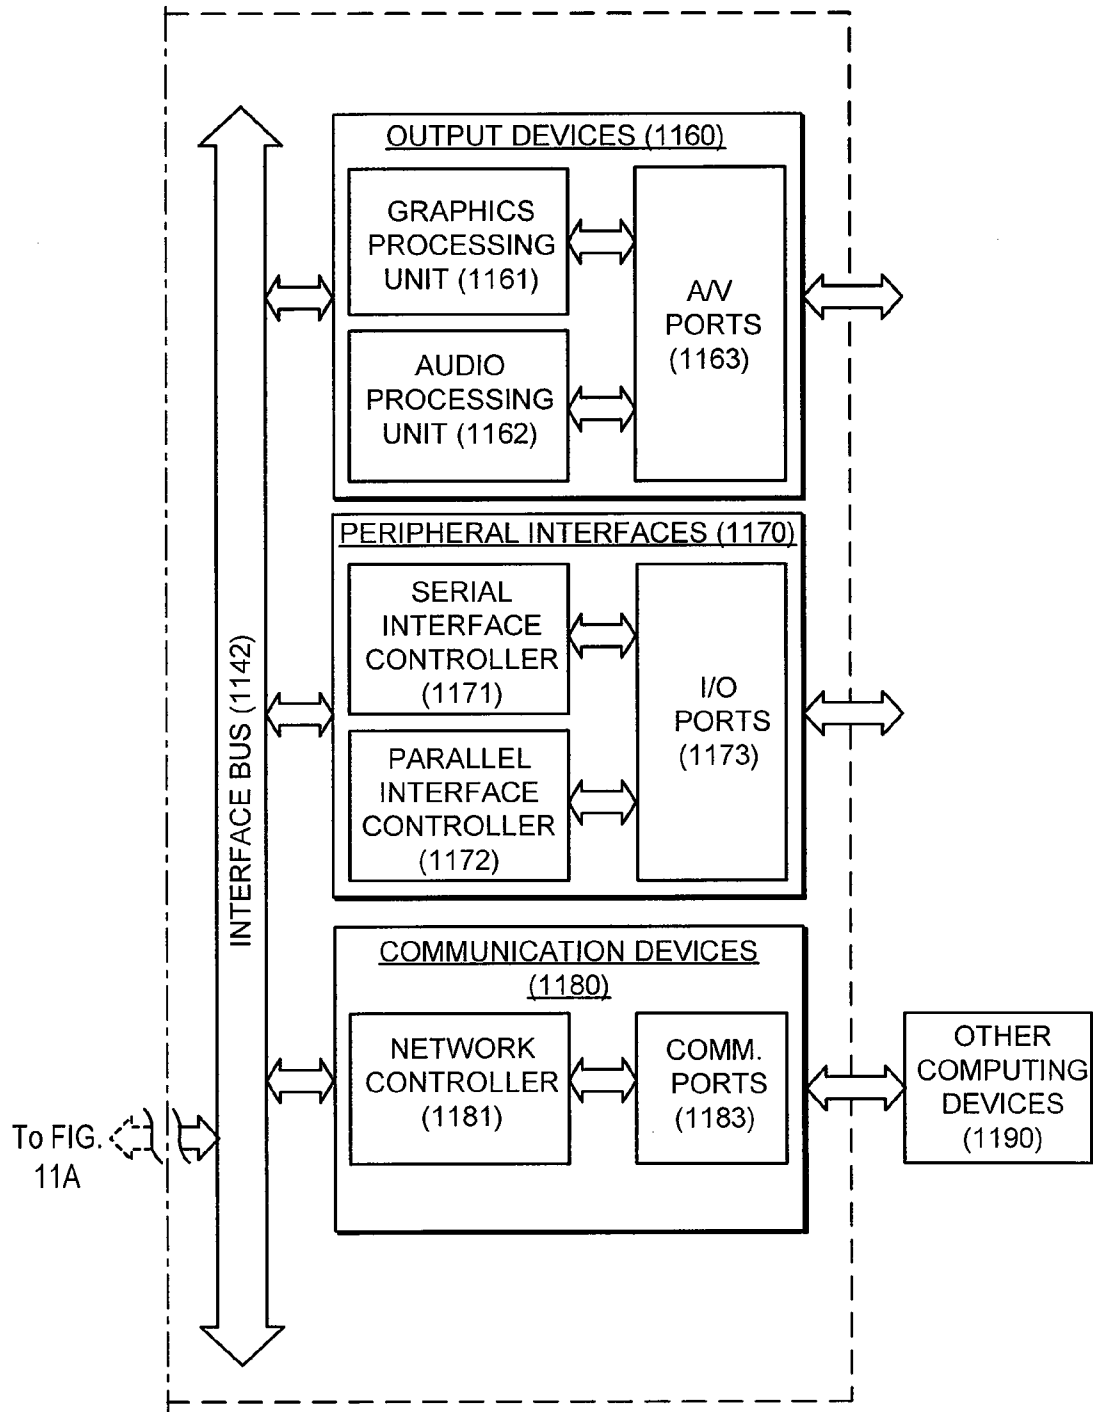 OUTPUT DEVICES (1160)
GRAPHICS
PROCESSING
UNIT (1161)
A/V
PORTS
(1163)
AUDIO
PROCESSING
UNIT (1162)
PERIPHERAL INTERFACES (1170)
SERIAL
INTERFACE
CONTROLLER
(1171)
I/O
PORTS
(1173)
PARALLEL
INTERFACE
CONTROLLER
(1172)
INTERFACE BUS (1142)
COMMUNICATION DEVICES
(1180)
NETWORK
CONTROLLER
(1181)
COMM.
PORTS
(1183)
OTHER
COMPUTING
DEVICES
(1190)
To FIG.
11A